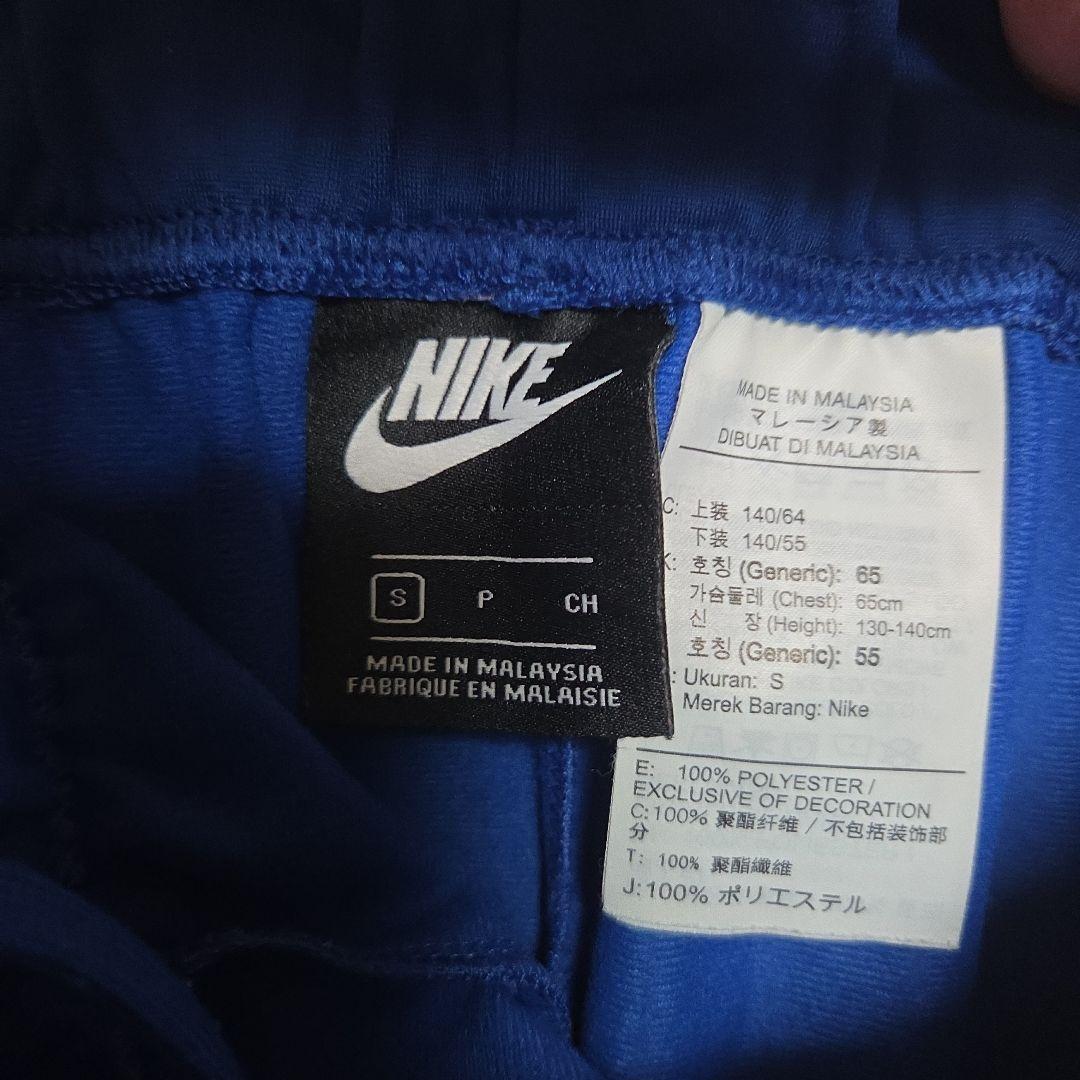 NIKE
S P CH
MADE IN MALAYSIA
FABRIQUE EN MALAISIE
MADE IN MALAYSIA
マレーシア製
DIBUAT DI MALAYSIA
C: 上装 140/64
下装 140/55
K: 호칭 (Generic): 65
가슴둘레 (Chest): 65cm
신 장 (Height): 130-140cm
호칭 (Generic): 55
: Ukuran: S
Merek Barang: Nike
E: 100% POLYESTER /
EXCLUSIVE OF DECORATION
C:100% 聚酯纤维 / 不包括装饰部
分
T: 100% 聚酯纖維
J:100% ポリエステル